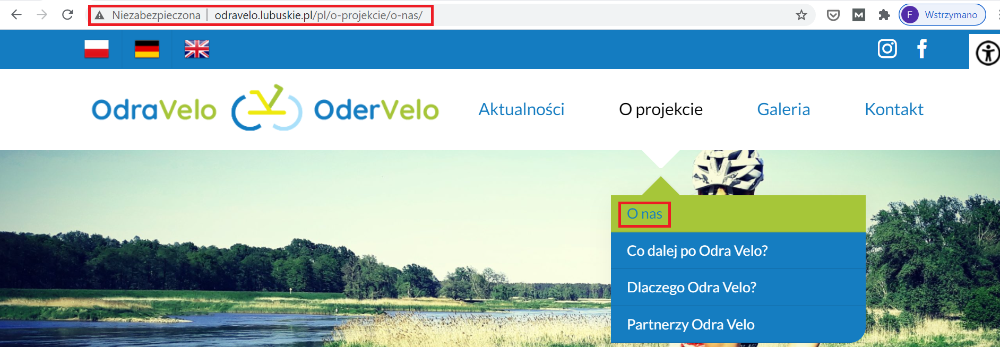 Niezabezpieczona | odravelo.lubuskie.pl/pl/o-projekcie/o-nas/
M
F Wstrzymano
OdraVelo OderVelo
Aktualności O projekcie Galeria Kontakt
O nas
Co dalej po Odra Velo?
Dlaczego Odra Velo?
Partnerzy Odra Velo